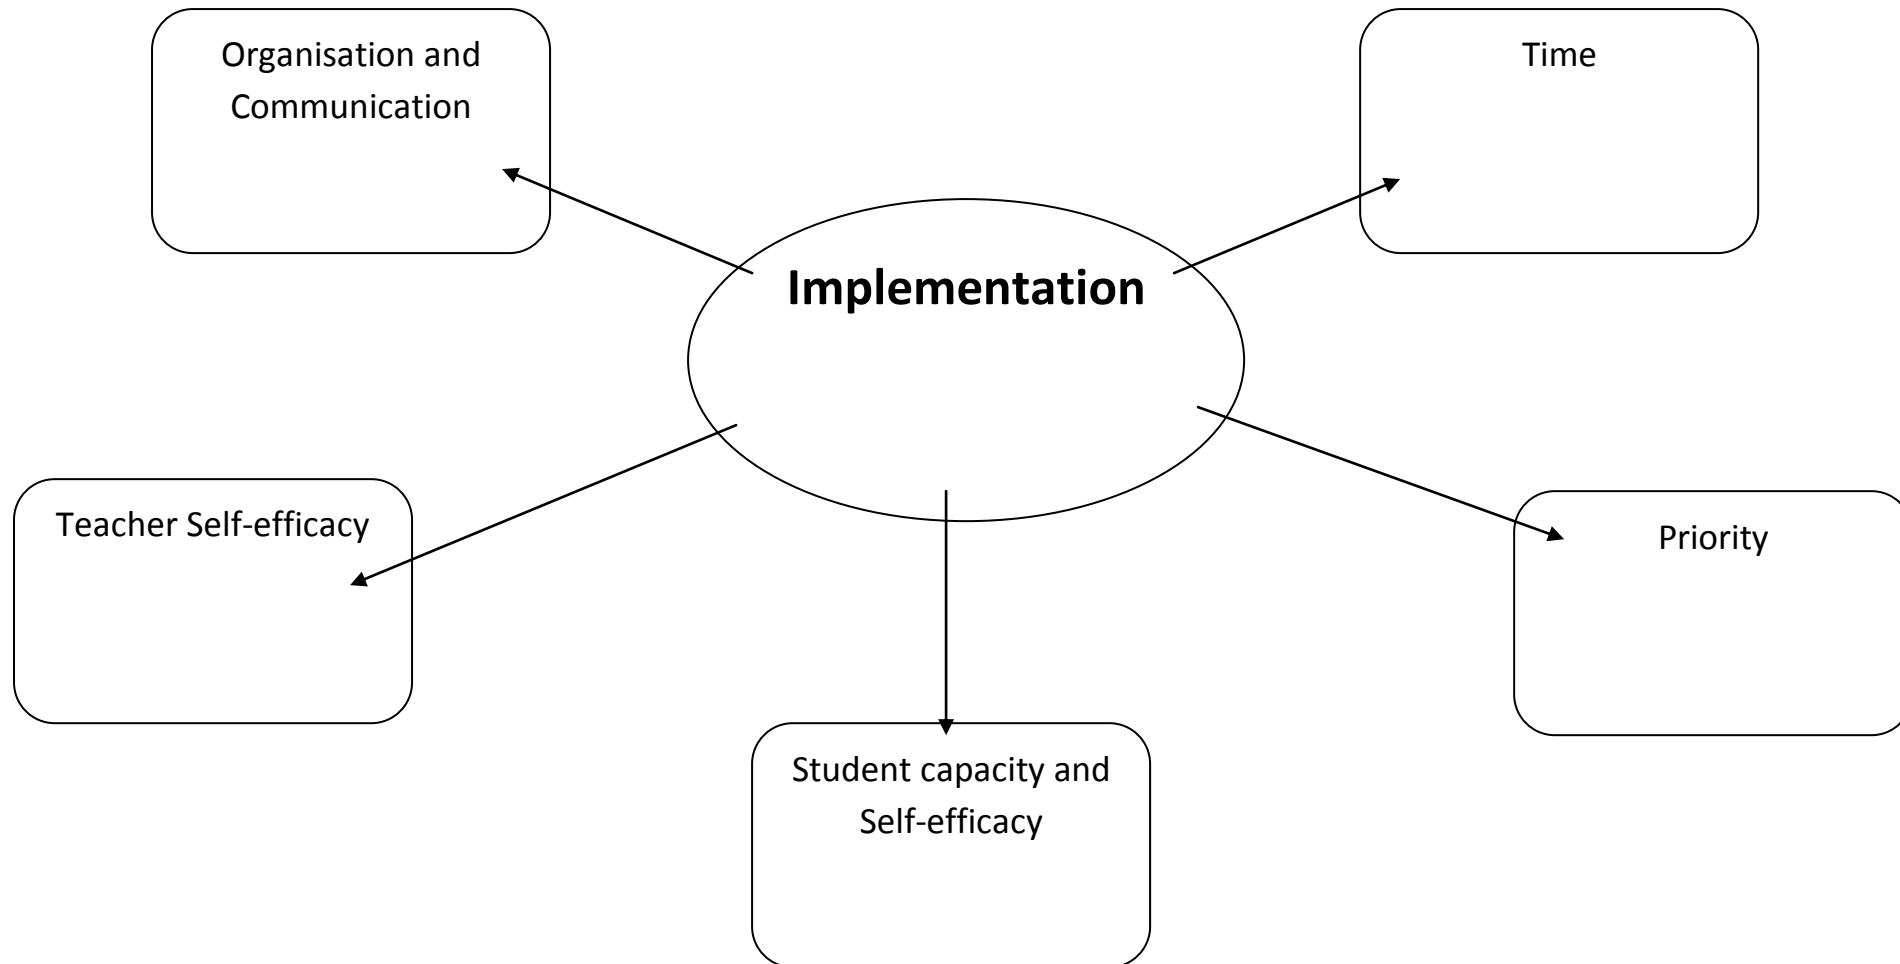 Organisation and
Communication
Time
Implementation
Teacher Self-efficacy
Priority
Student capacity and
Self-efficacy